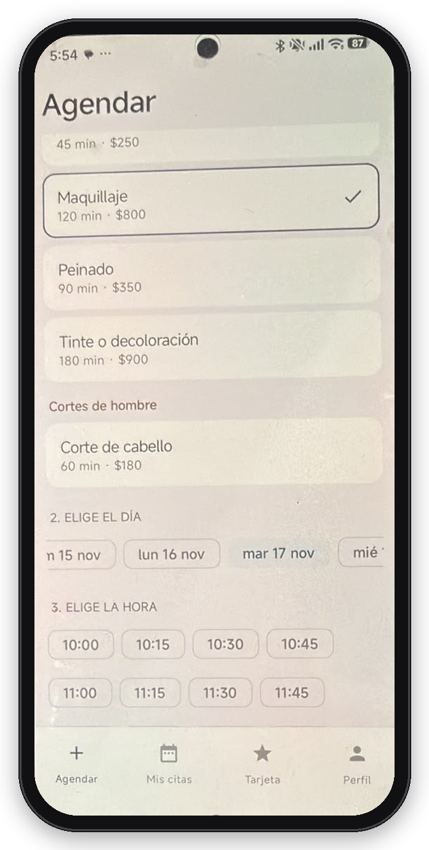 5:54
87
Agendar
45 min · $250
Maquillaje
120 min · $800
Peinado
90 min · $350
Tinte o decoloración
180 min · $900
Cortes de hombre
Corte de cabello
60 min · $180
2. ELIGE EL DÍA
n 15 nov lun 16 nov mar 17 nov mié
3. ELIGE LA HORA
10:00 10:15 10:30 10:45
11:00 11:15 11:30 11:45
Agendar Mis citas Tarjeta Perfil